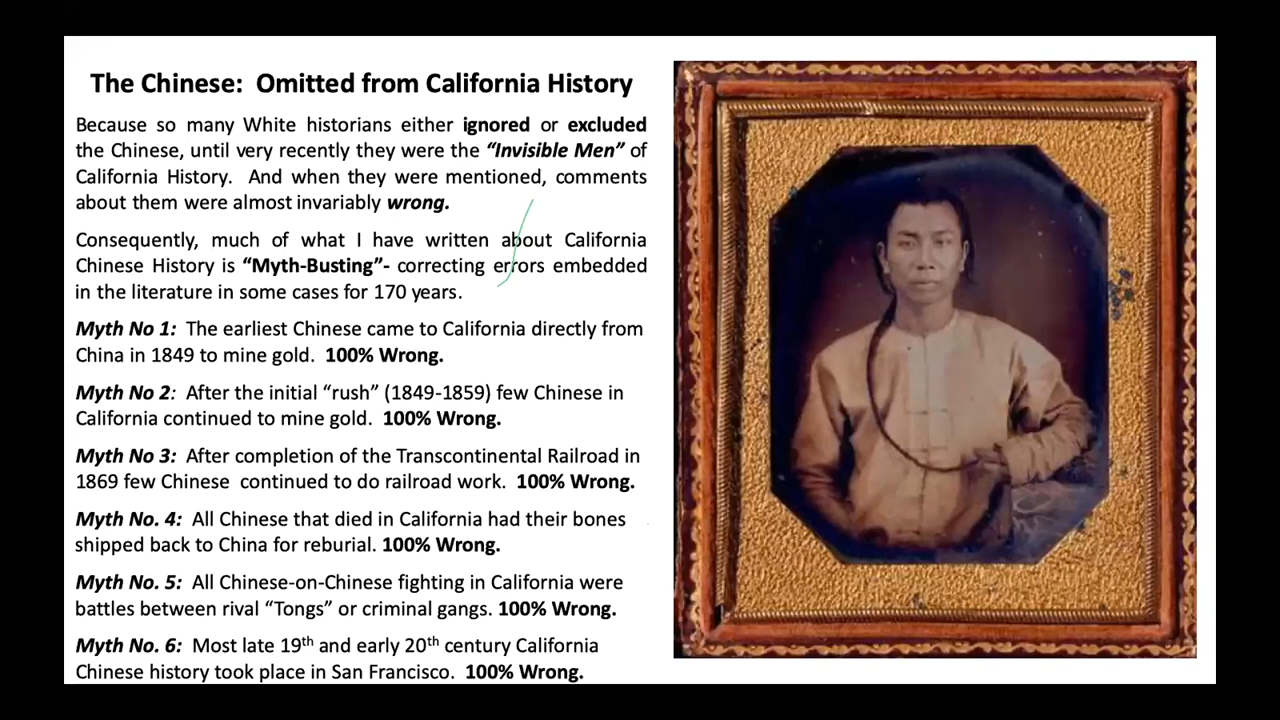 The Chinese:  Omitted from California History
Because so many White historians either ignored or excluded
the Chinese, until very recently they were the “Invisible Men” of
California History.  And when they were mentioned, comments
about them were almost invariably wrong.
Consequently, much of what I have written about California
Chinese History is “Myth-Busting”- correcting errors embedded
in the literature in some cases for 170 years.
Myth No 1:  The earliest Chinese came to California directly from
China in 1849 to mine gold.  100% Wrong.
Myth No 2:  After the initial “rush” (1849-1859) few Chinese in
California continued to mine gold.  100% Wrong.
Myth No 3:  After completion of the Transcontinental Railroad in
1869 few Chinese  continued to do railroad work.  100% Wrong.
Myth No. 4:  All Chinese that died in California had their bones
shipped back to China for reburial. 100% Wrong.
Myth No. 5:  All Chinese-on-Chinese fighting in California were
battles between rival “Tongs” or criminal gangs. 100% Wrong.
Myth No. 6:  Most late 19th and early 20th century California
Chinese history took place in San Francisco.  100% Wrong.